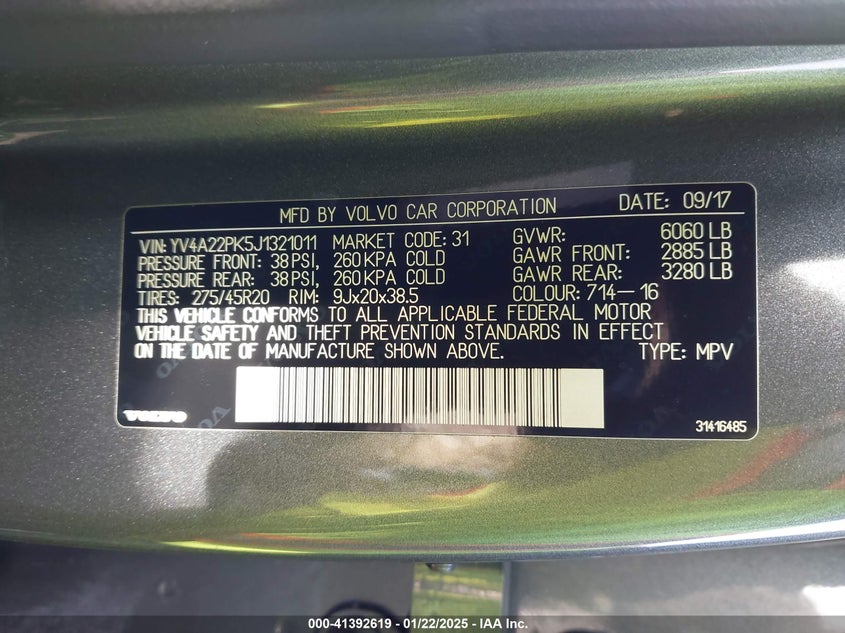 MFD BY VOLVO CAR CORPORATION DATE: 09/17
VIN: YV4A22PK5J1321011 MARKET CODE: 31 GVWR: 6060 LB
PRESSURE FRONT: 38 PSI, 260 KPA COLD GAWR FRONT: 2885 LB
PRESSURE REAR: 38 PSI, 260 KPA COLD GAWR REAR: 3280 LB
TIRES: 275/45R20 RIM: 9Jx20x38.5 COLOUR: 714-16
THIS VEHICLE CONFORMS TO ALL APPLICABLE FEDERAL MOTOR
VEHICLE SAFETY AND THEFT PREVENTION STANDARDS IN EFFECT
ON THE DATE OF MANUFACTURE SHOWN ABOVE. TYPE: MPV
VOLVO
31416485
000-41392619 - 01/22/2025 - IAA Inc.